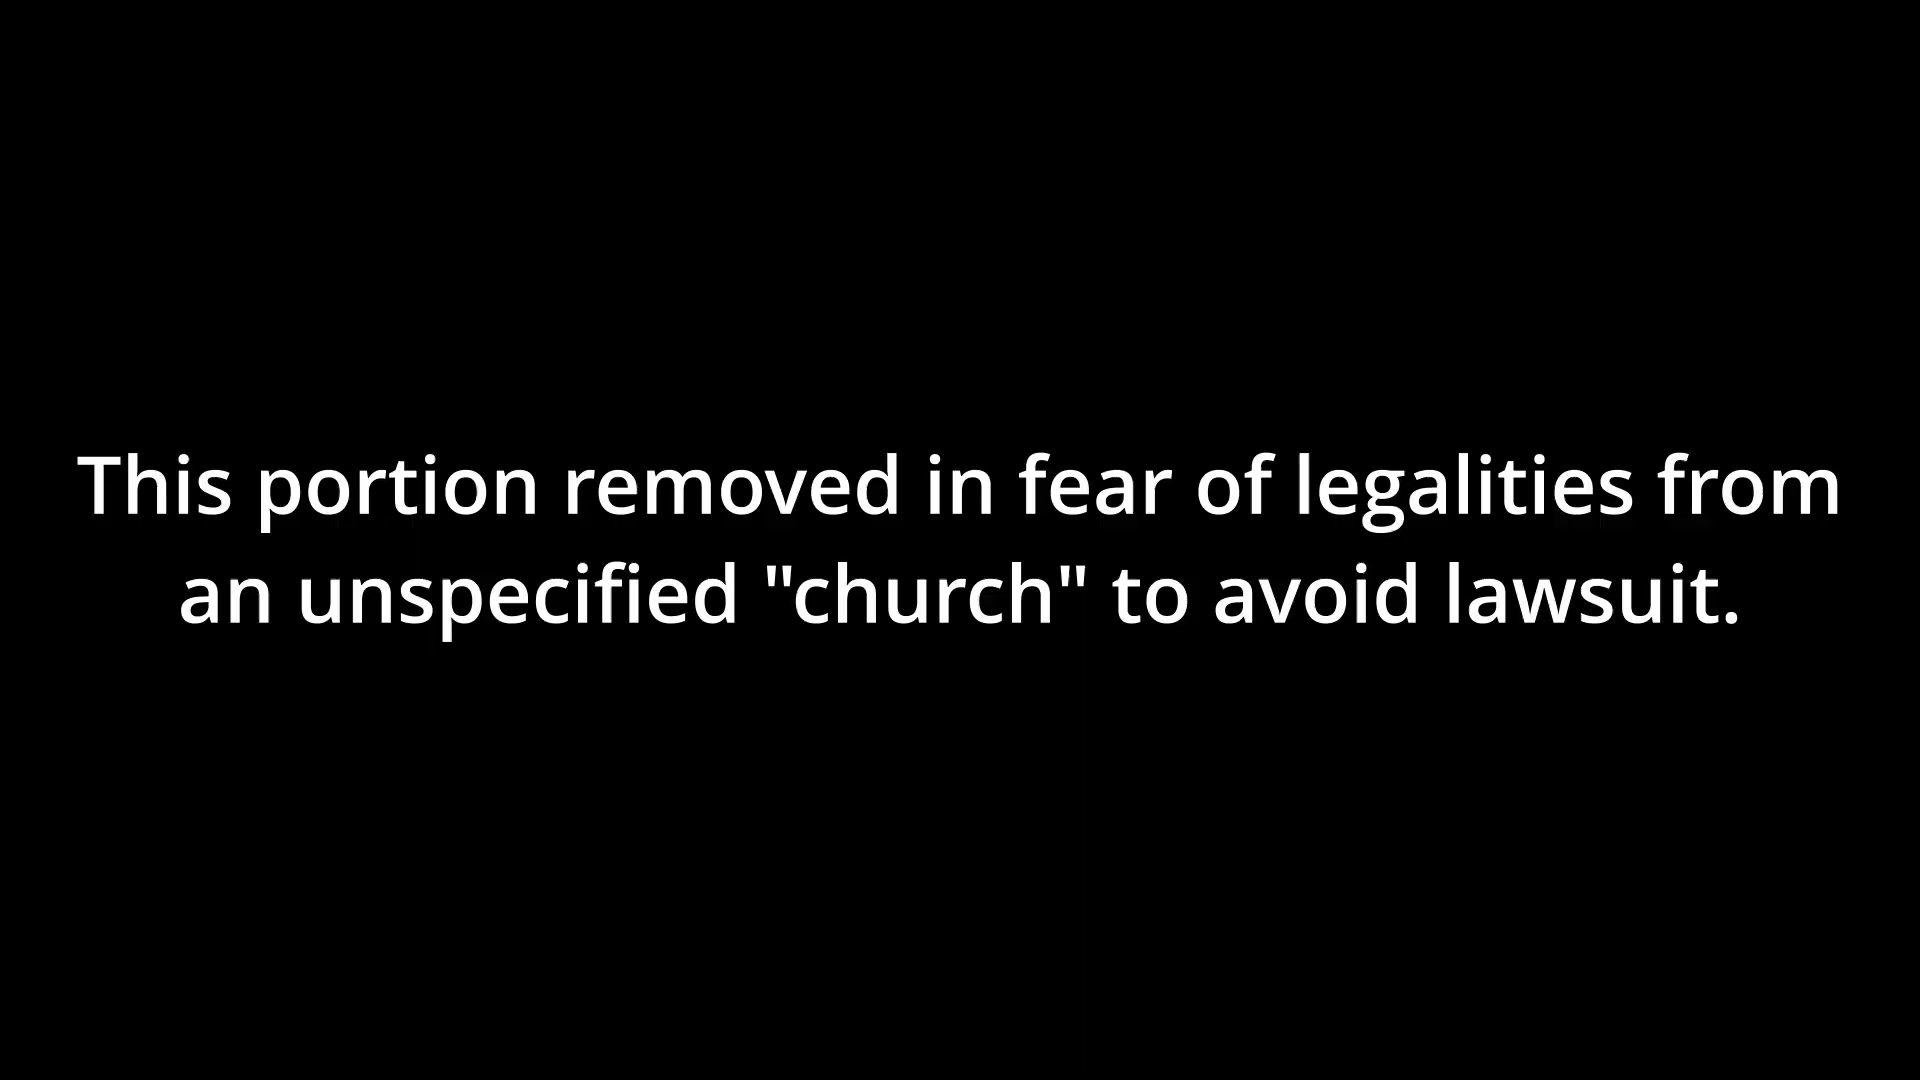 This portion removed in fear of legalities from
an unspecified "church" to avoid lawsuit.